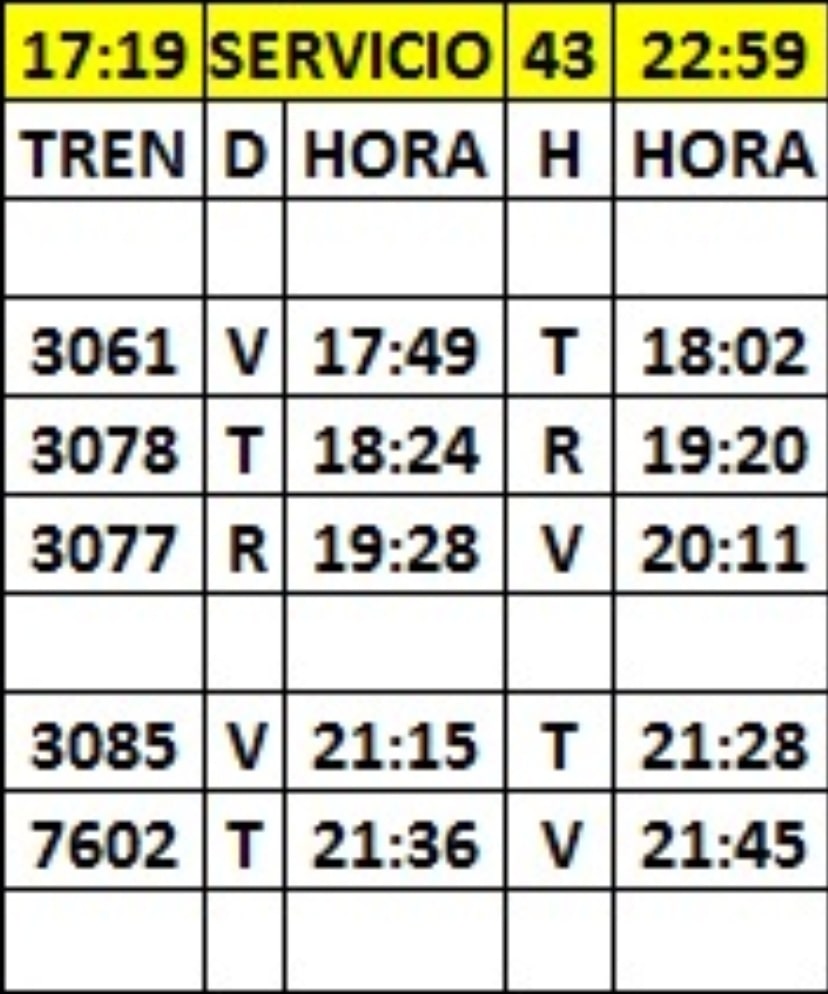 17:19 SERVICIO 43 22:59
TREN D HORA H HORA
3061 V 17:49 T 18:02
3078 T 18:24 R 19:20
3077 R 19:28 V 20:11
3085 V 21:15 T 21:28
7602 T 21:36 V 21:45